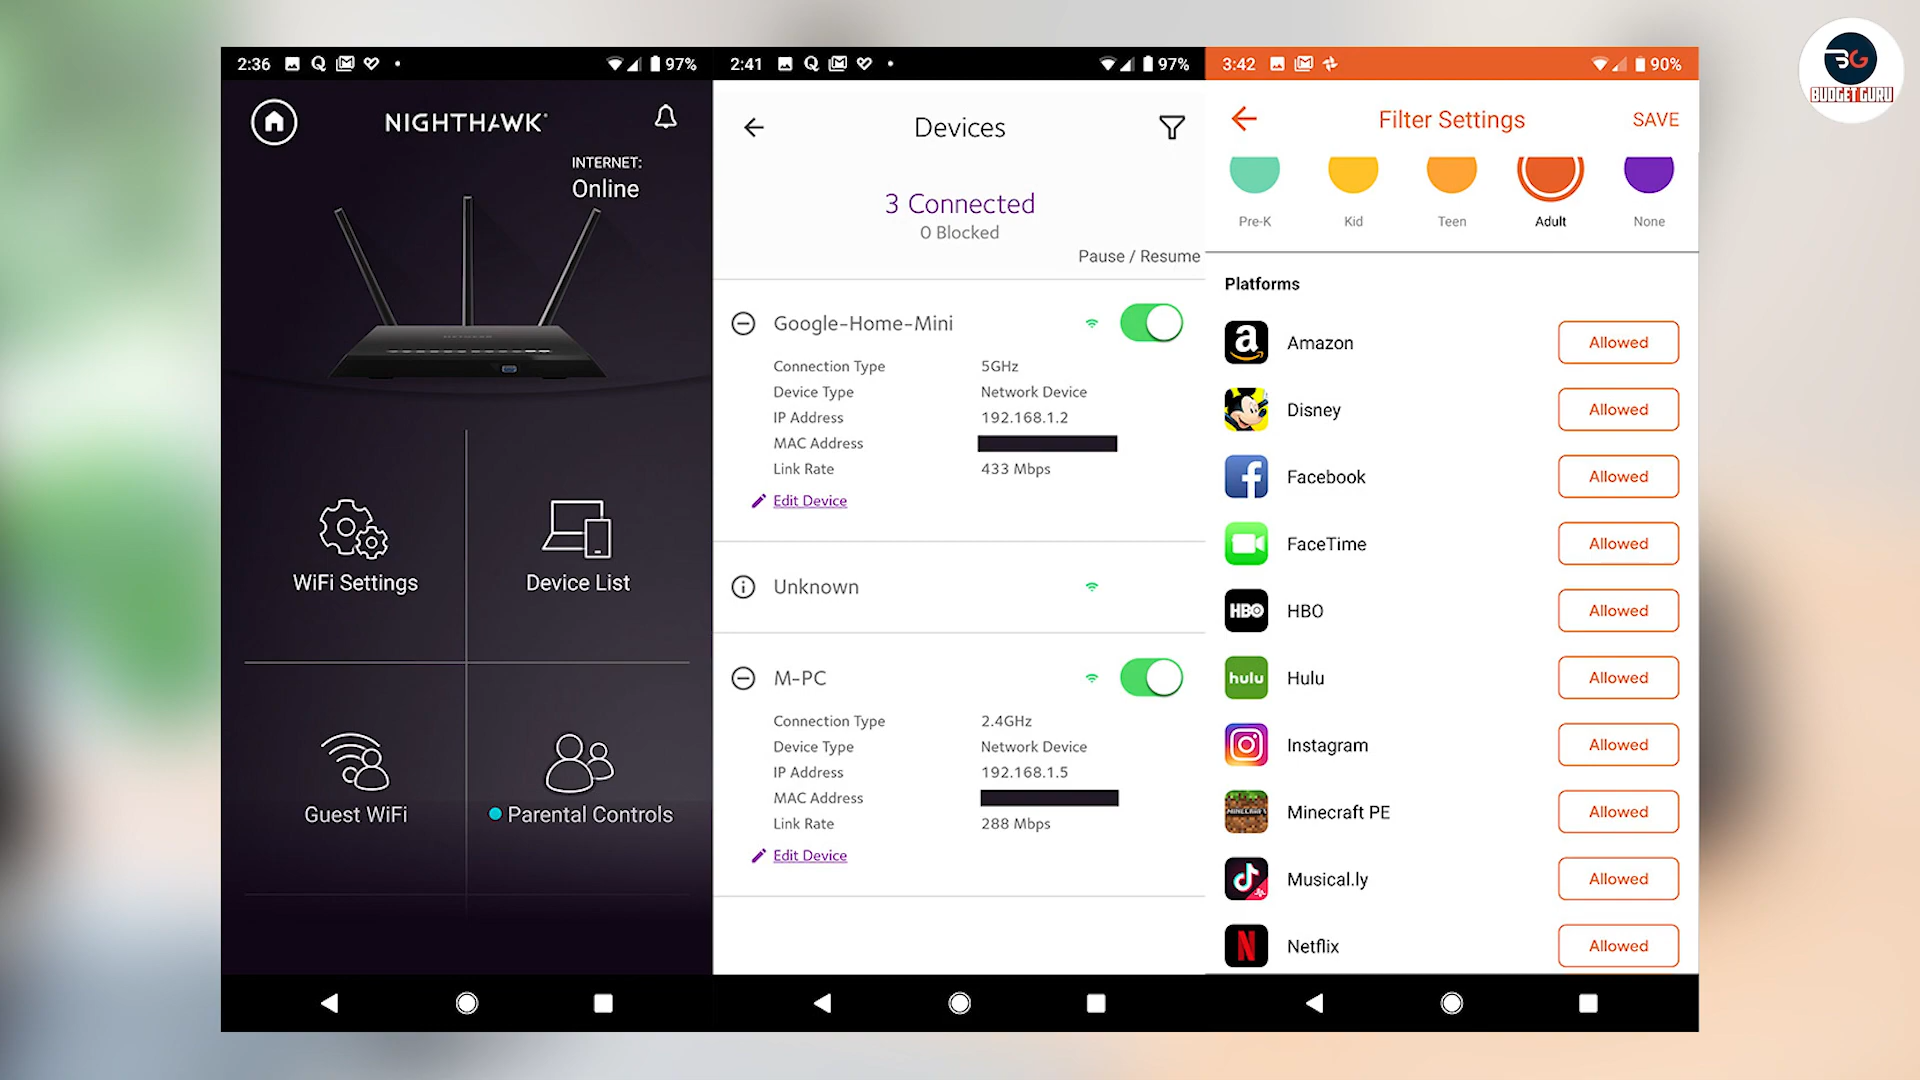 2:36
97%
NIGHTHAWK
INTERNET:
Online
WiFi Settings
Device List
Guest WiFi
Parental Controls
2:41
97%
Devices
3 Connected
0 Blocked
Pause / Resume
Google-Home-Mini
Connection Type 5GHz
Device Type Network Device
IP Address 192.168.1.2
MAC Address
Link Rate 433 Mbps
Edit Device
Unknown
M-PC
Connection Type 2.4GHz
Device Type Network Device
IP Address 192.168.1.5
MAC Address
Link Rate 288 Mbps
Edit Device
3:42
90%
Filter Settings
SAVE
Pre-K Kid Teen Adult None
Platforms
Amazon Allowed
Disney Allowed
Facebook Allowed
FaceTime Allowed
HBO HBO Allowed
hulu Hulu Allowed
Instagram Allowed
Minecraft PE Allowed
Musical.ly Allowed
Netflix Allowed
BG
BUDGET GURU